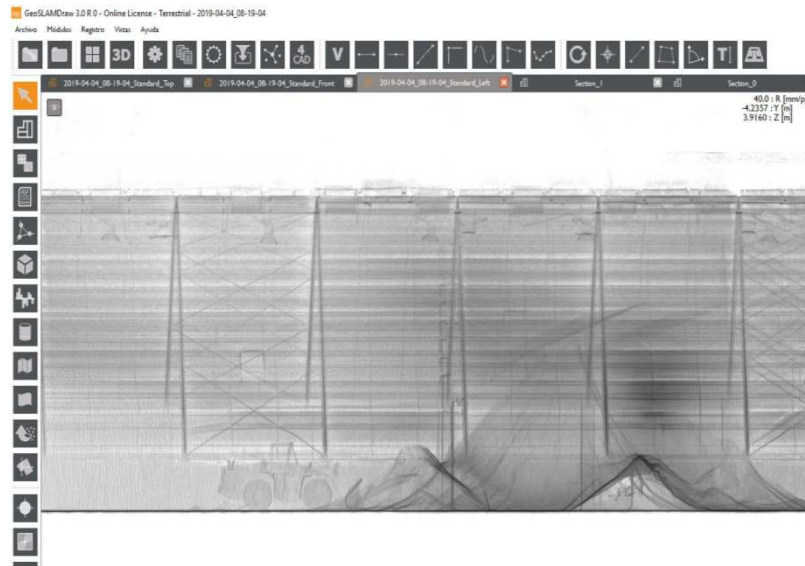 GeoSLAMDraw 3.0 R 0 - Online License - Terrestrial - 2019-04-04_08-19-04
Archivo Módulos Registro Vistas Ayuda
3D 4 CAD V T
2019-04-04_08-19-04_Standard_Top 2019-04-04_08-19-04_Standard_Front 2019-04-04_08-19-04_Standard_Left Section_1 Section_0
40.0 : R [mm/p
-4.2357 : Y [m]
3.9160 : Z [m]